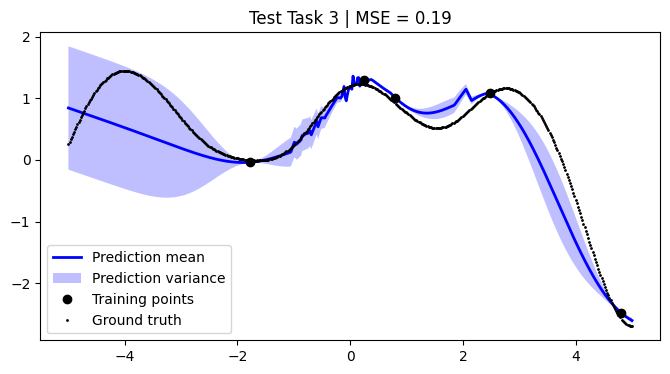 Test Task 3 | MSE = 0.19
2
1
0
−1
−2
Prediction mean
Prediction variance
Training points
Ground truth
−4 −2 0 2 4